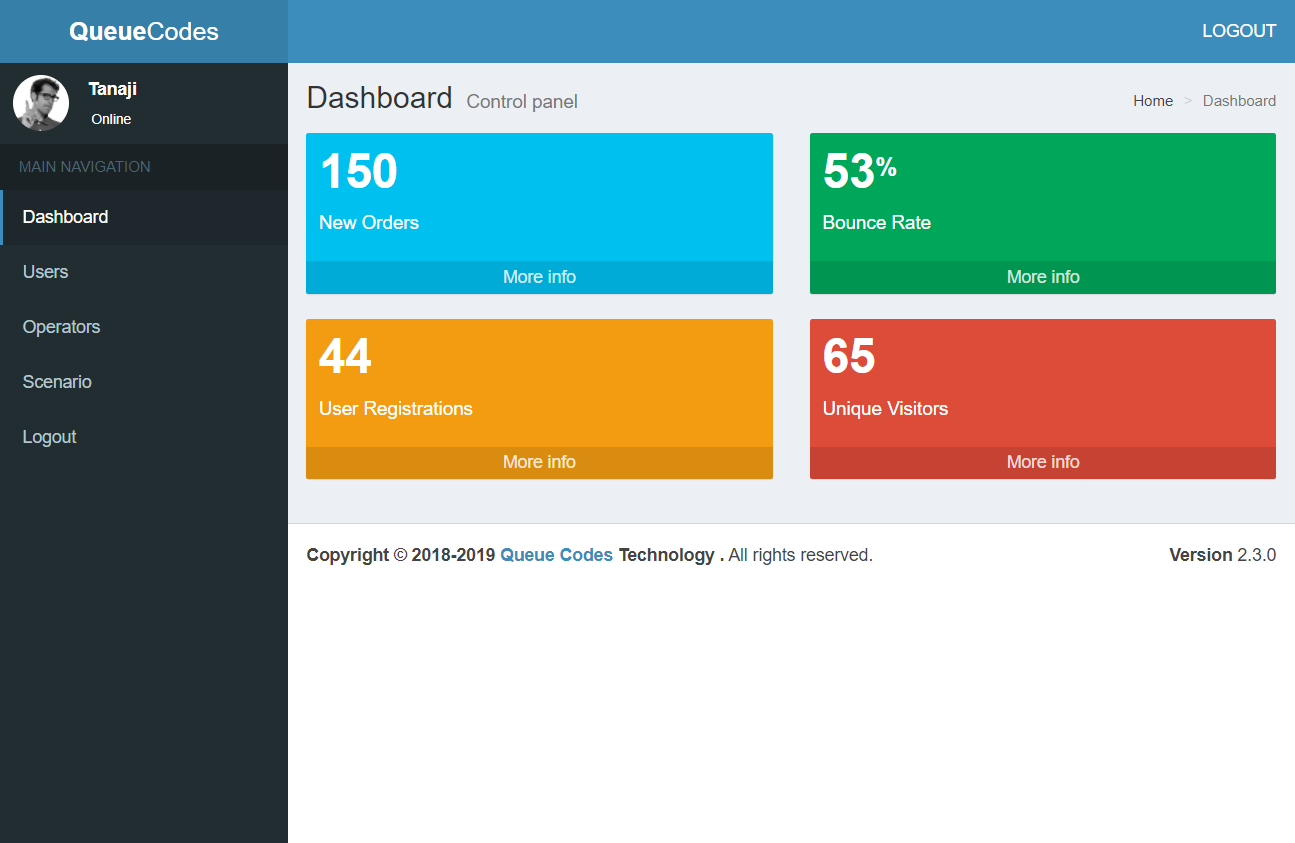 QueueCodes
LOGOUT
Tanaji
Online
MAIN NAVIGATION
Dashboard
Users
Operators
Scenario
Logout
Dashboard Control panel
Home > Dashboard
150
New Orders
More info
53%
Bounce Rate
More info
44
User Registrations
More info
65
Unique Visitors
More info
Copyright © 2018-2019 Queue Codes Technology . All rights reserved.
Version 2.3.0